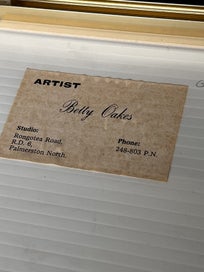 ARTIST
Betty Oakes
Studio:
Rongotea Road,
R.D. 6,
Palmerston North.
Phone:
248-803 P.N.